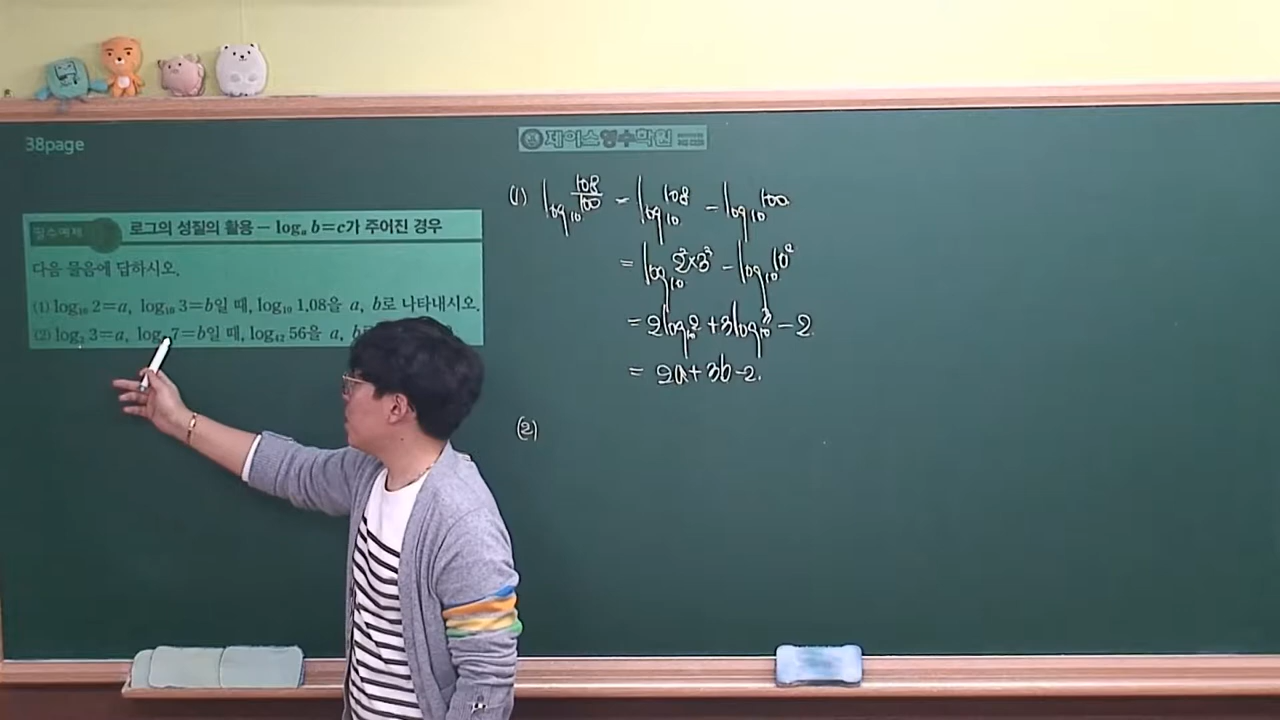 38page
제이스영수학원
필수예제 로그의 성질의 활용 − logₐ b=c가 주어진 경우
다음 물음에 답하시오.
(1) log₁₀ 2=a, log₁₀ 3=b일 때, log₁₀ 1.08을 a, b로 나타내시오.
(2) log₂ 3=a, log 7=b일 때, log₄₂ 56을 a, b
(1) log₁₀ 108/100 = log₁₀ 108 − log₁₀ 100
= log₁₀ 2²×3³ − log₁₀ 10²
= 2log₁₀ 2 + 3log₁₀ 3 − 2.
= 2a+3b−2.
(2)